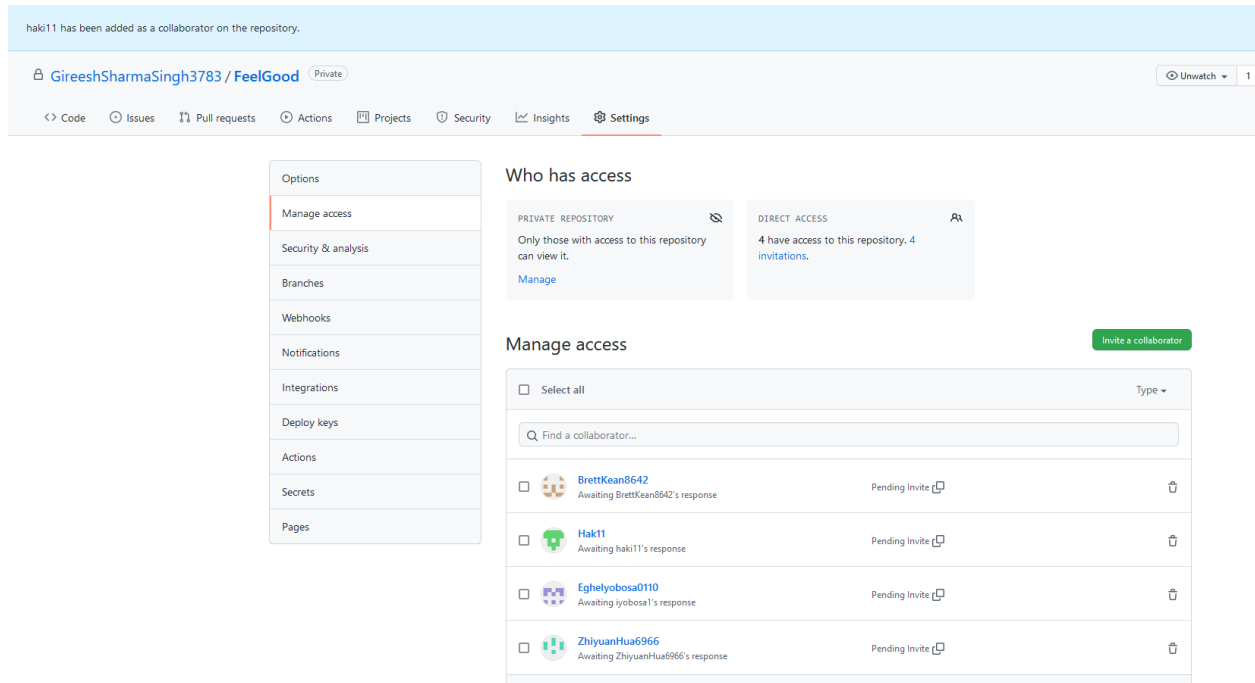 haki11 has been added as a collaborator on the repository.
GireeshSharmaSingh3783 / FeelGood Private
Unwatch 1
Code Issues Pull requests Actions Projects Security Insights Settings
Options
Manage access
Security & analysis
Branches
Webhooks
Notifications
Integrations
Deploy keys
Actions
Secrets
Pages
Who has access
PRIVATE REPOSITORY
Only those with access to this repository
can view it.
Manage
DIRECT ACCESS
4 have access to this repository. 4
invitations.
Manage access
Invite a collaborator
Select all
Type
Find a collaborator...
BrettKean8642
Awaiting BrettKean8642's response
Pending Invite
Hak11
Awaiting haki11's response
Pending Invite
Eghelyobosa0110
Awaiting iyobosa1's response
Pending Invite
ZhiyuanHua6966
Awaiting ZhiyuanHua6966's response
Pending Invite